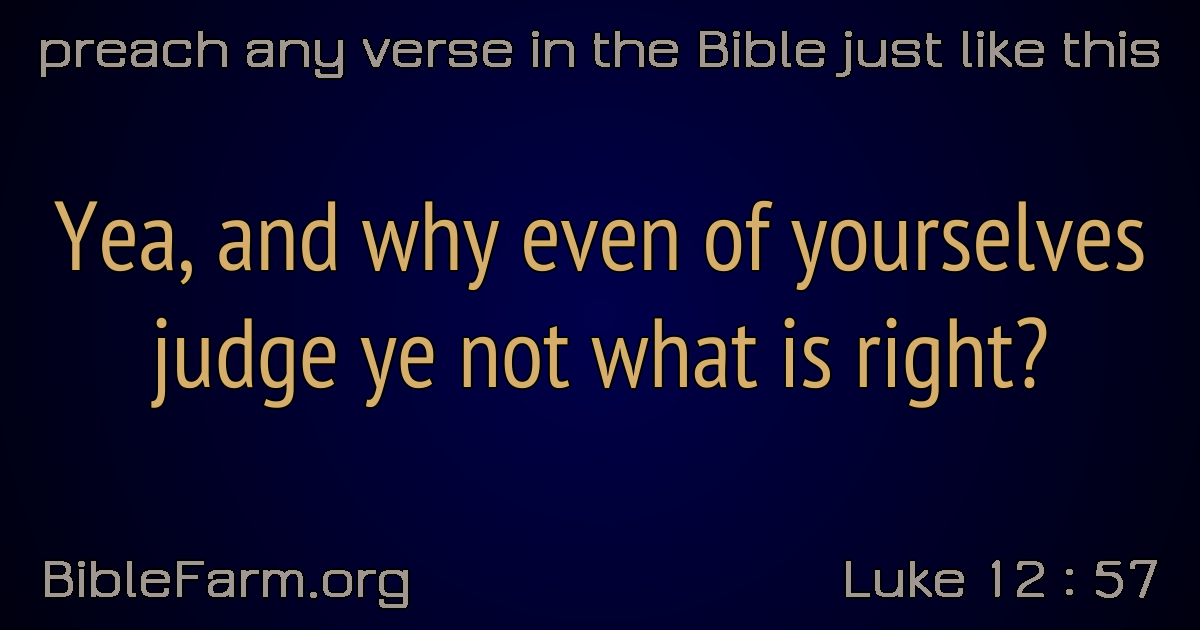 preach any verse in the Bible just like this
Yea, and why even of yourselves
judge ye not what is right?
BibleFarm.org
Luke 12 : 57